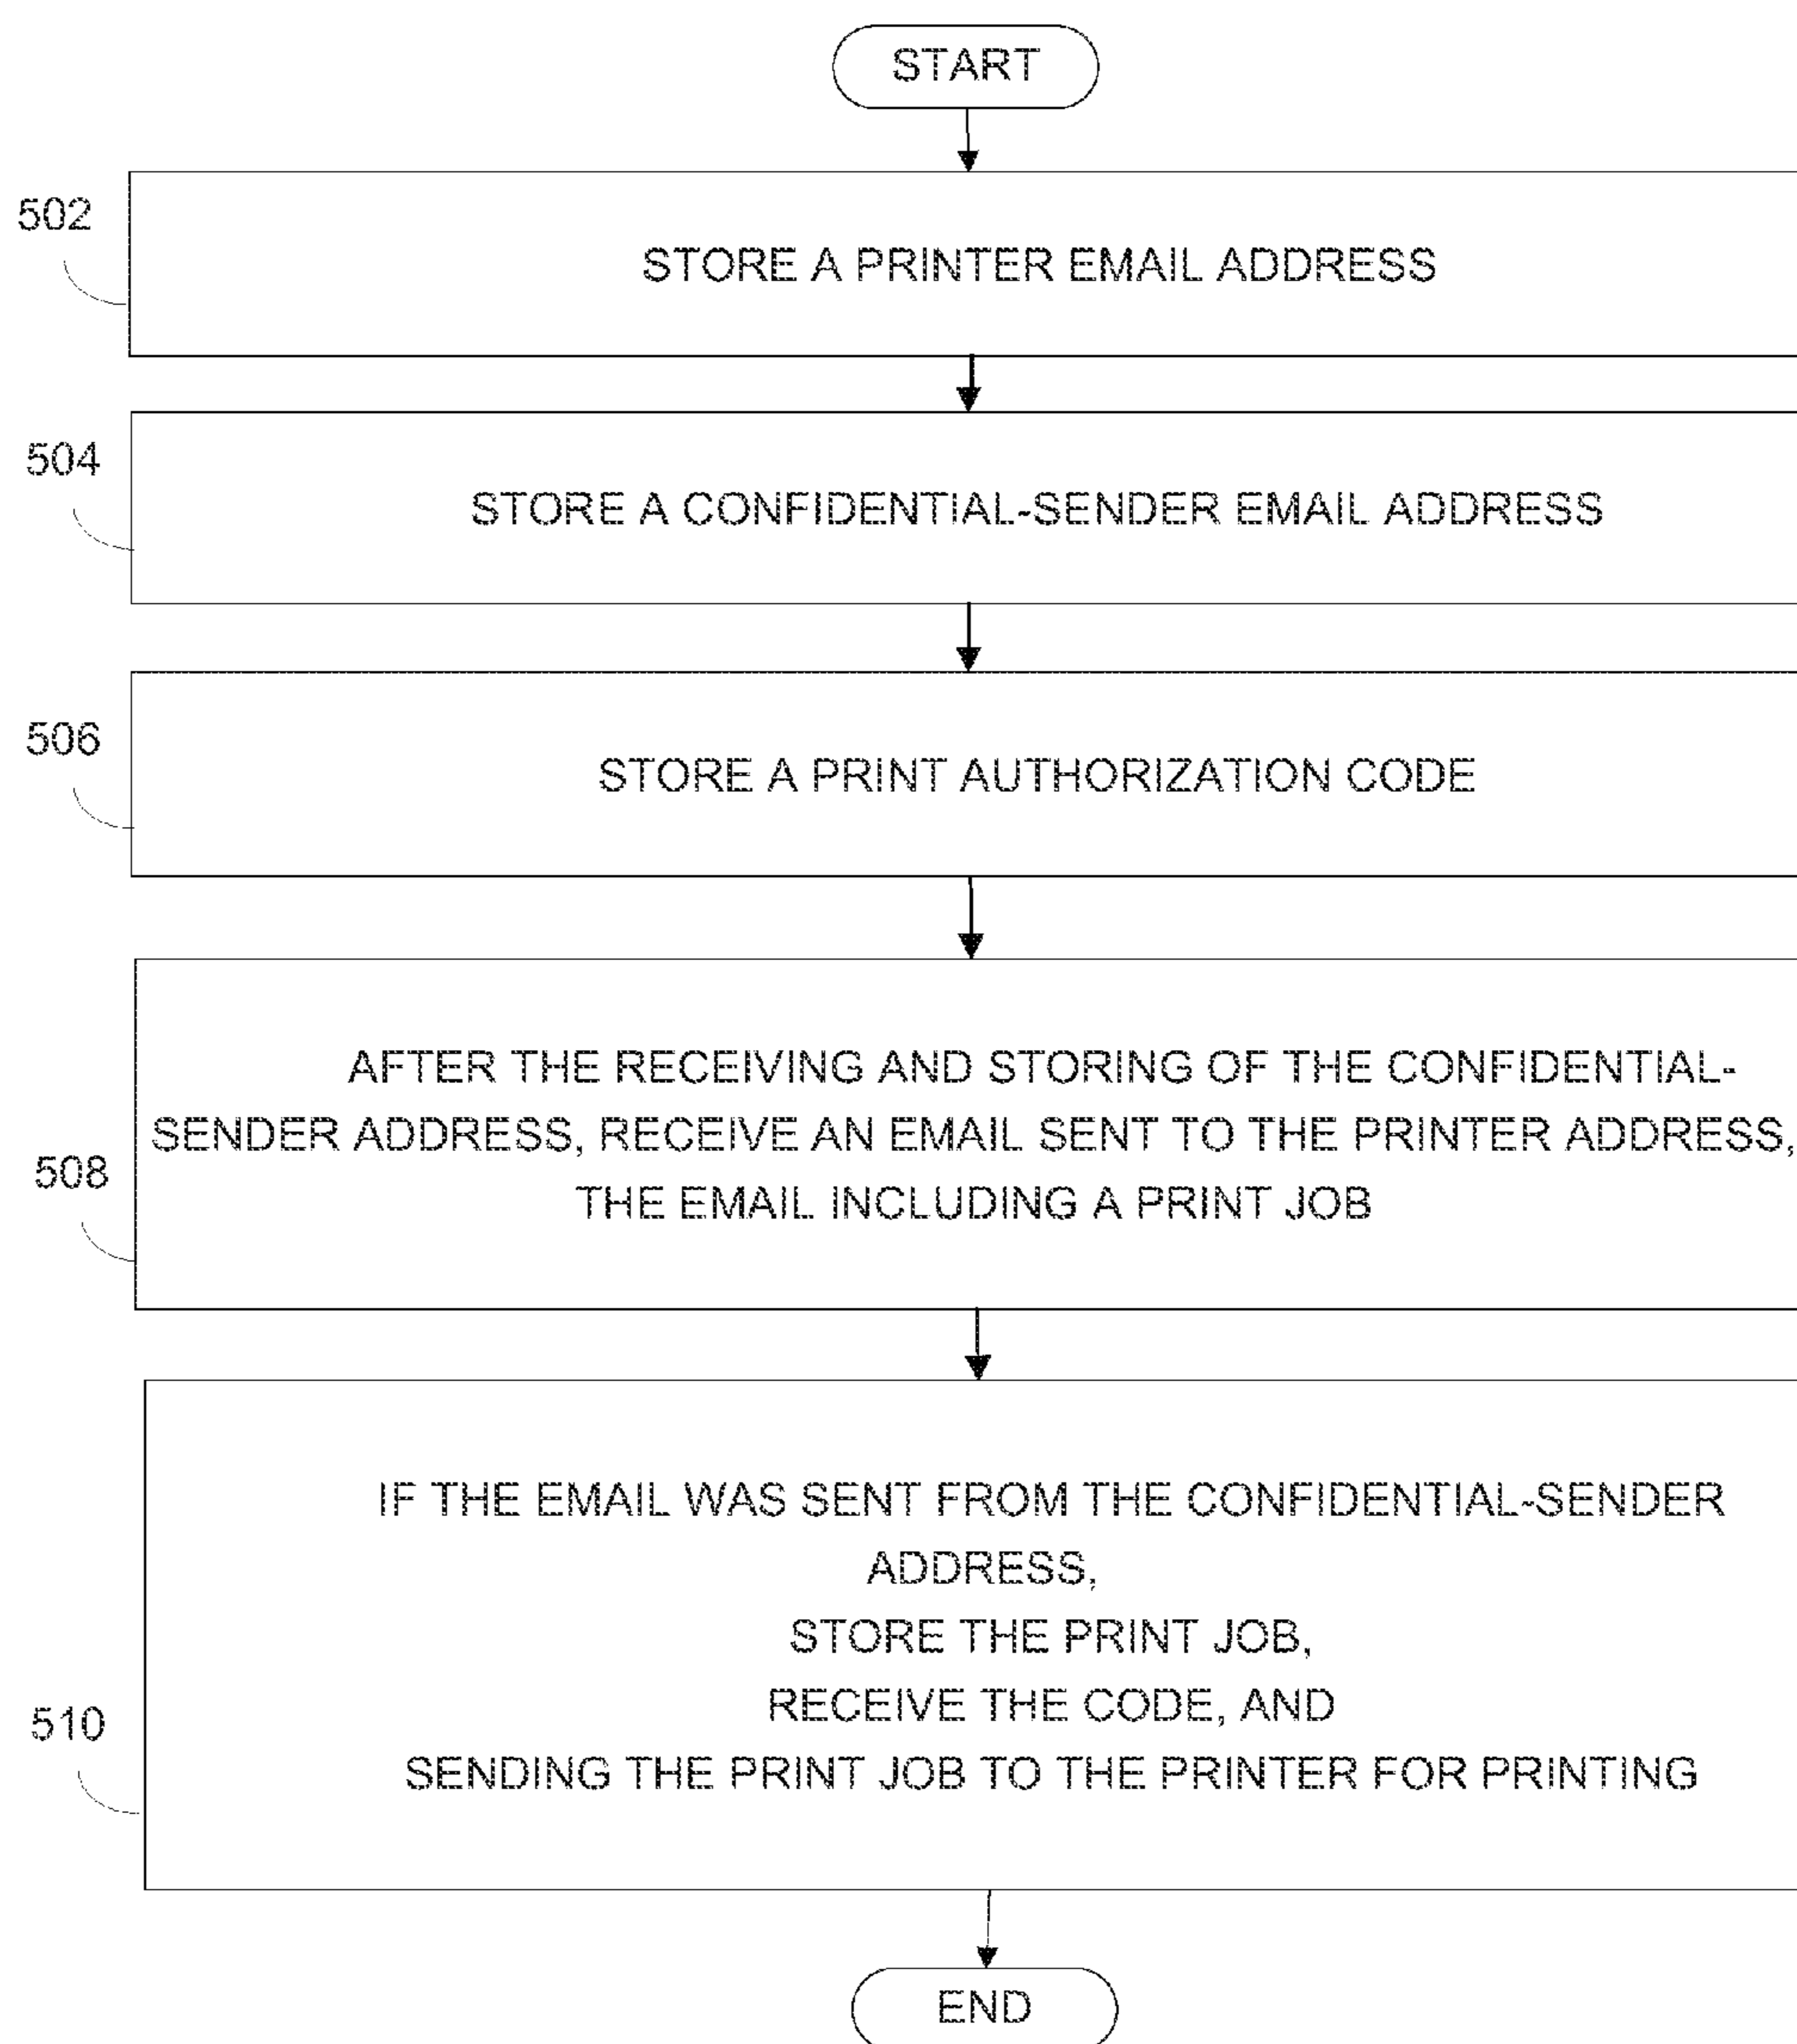 START
502
STORE A PRINTER EMAIL ADDRESS
504
STORE A CONFIDENTIAL-SENDER EMAIL ADDRESS
506
STORE A PRINT AUTHORIZATION CODE
AFTER THE RECEIVING AND STORING OF THE CONFIDENTIAL-
SENDER ADDRESS, RECEIVE AN EMAIL SENT TO THE PRINTER ADDRESS,
508
THE EMAIL INCLUDING A PRINT JOB
IF THE EMAIL WAS SENT FROM THE CONFIDENTIAL-SENDER
ADDRESS,
STORE THE PRINT JOB,
RECEIVE THE CODE, AND
510
SENDING THE PRINT JOB TO THE PRINTER FOR PRINTING
END